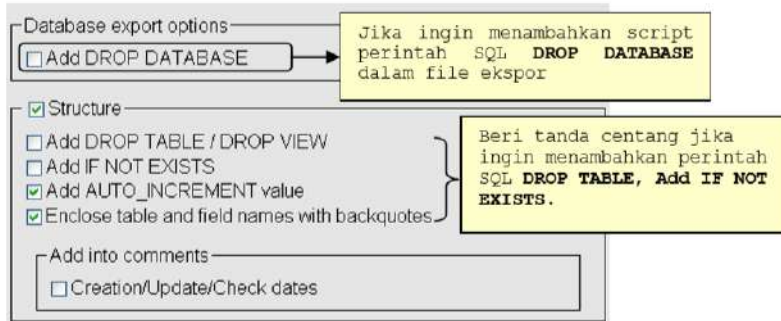 Database export options
Add DROP DATABASE
Jika ingin menambahkan script
perintah SQL DROP DATABASE
dalam file ekspor
Structure
Add DROP TABLE / DROP VIEW
Add IF NOT EXISTS
Add AUTO_INCREMENT value
Enclose table and field names with backquotes
Beri tanda centang jika
ingin menambahkan perintah
SQL DROP TABLE, Add IF NOT
EXISTS.
Add into comments
Creation/Update/Check dates